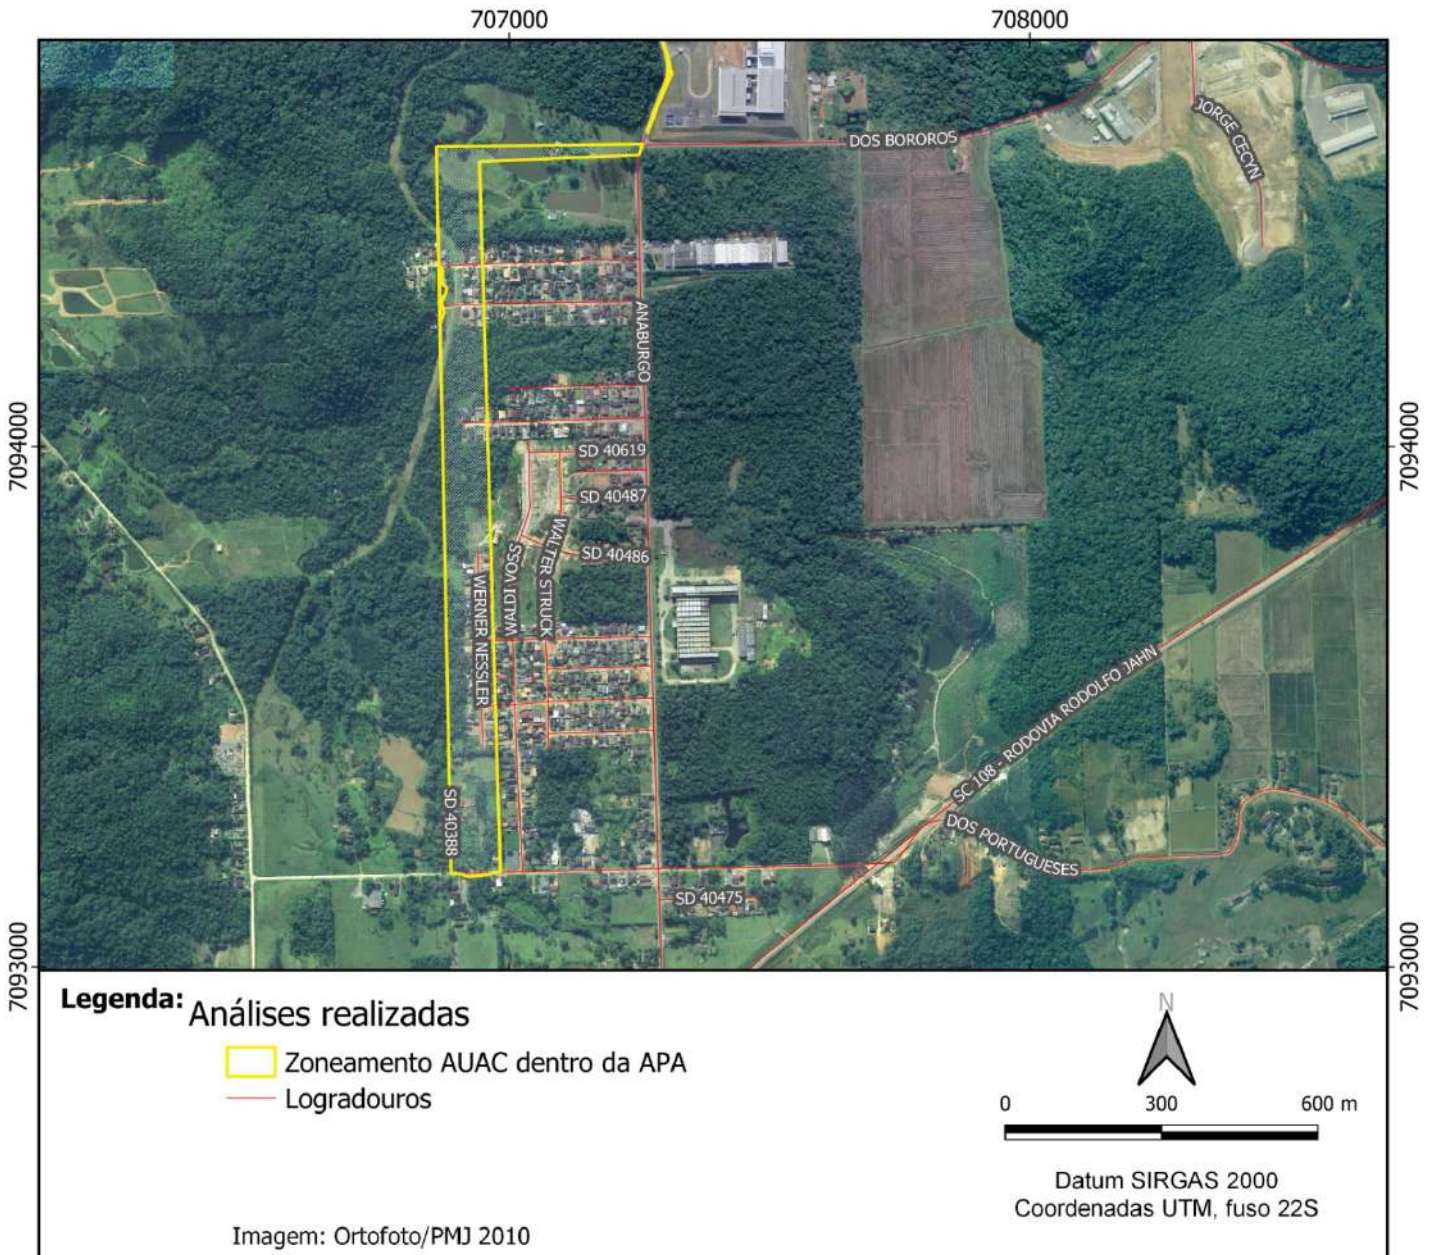 707000
708000
DOS BOROROS
JORGE CECYN
ANABURGO
7094000
7094000
SD 40619
SD 40487
SD 40486
WALTER STRUCK
WALDI VOSS
WERNER NESSLER
SC 108 - RODOVIA RODOLFO JAHN
SD 40388
DOS PORTUGUESES
SD 40475
7093000
7093000
Legenda:
Análises realizadas
Zoneamento AUAC dentro da APA
Logradouros
N
0 300 600 m
Datum SIRGAS 2000
Coordenadas UTM, fuso 22S
Imagem: Ortofoto/PMJ 2010